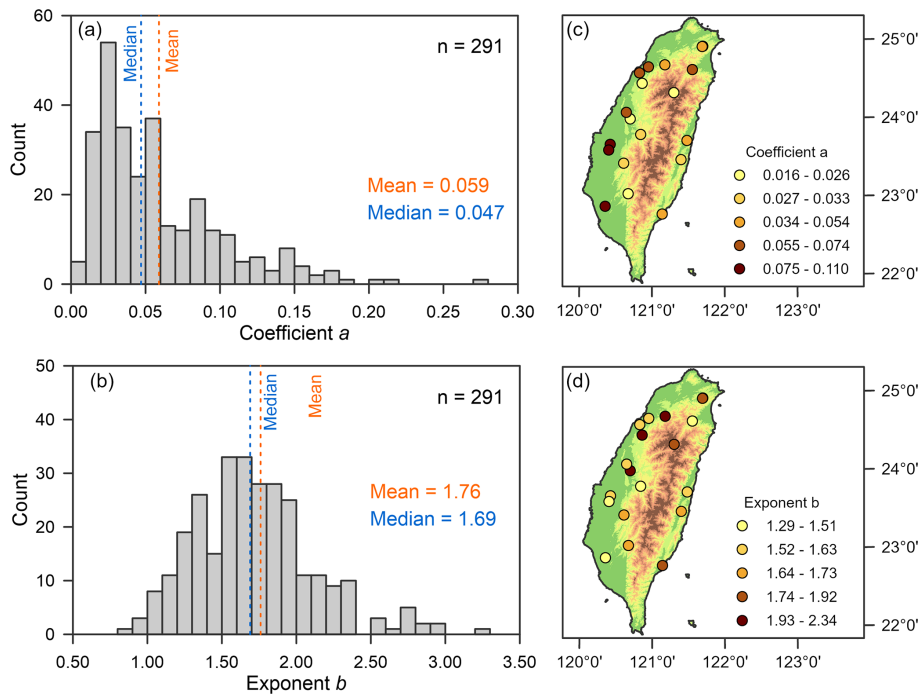 (a)
60
40
20
0
Count
Median
Mean
n = 291
Mean = 0.059
Median = 0.047
0.00 0.05 0.10 0.15 0.20 0.25 0.30
Coefficient a
(c)
25°0'
24°0'
23°0'
22°0'
Coefficient a
0.016 - 0.026
0.027 - 0.033
0.034 - 0.054
0.055 - 0.074
0.075 - 0.110
120°0' 121°0' 122°0' 123°0'
(b)
50
40
30
20
10
0
Count
Median
Mean
n = 291
Mean = 1.76
Median = 1.69
0.50 1.00 1.50 2.00 2.50 3.00 3.50
Exponent b
(d)
25°0'
24°0'
23°0'
22°0'
Exponent b
1.29 - 1.51
1.52 - 1.63
1.64 - 1.73
1.74 - 1.92
1.93 - 2.34
120°0' 121°0' 122°0' 123°0'